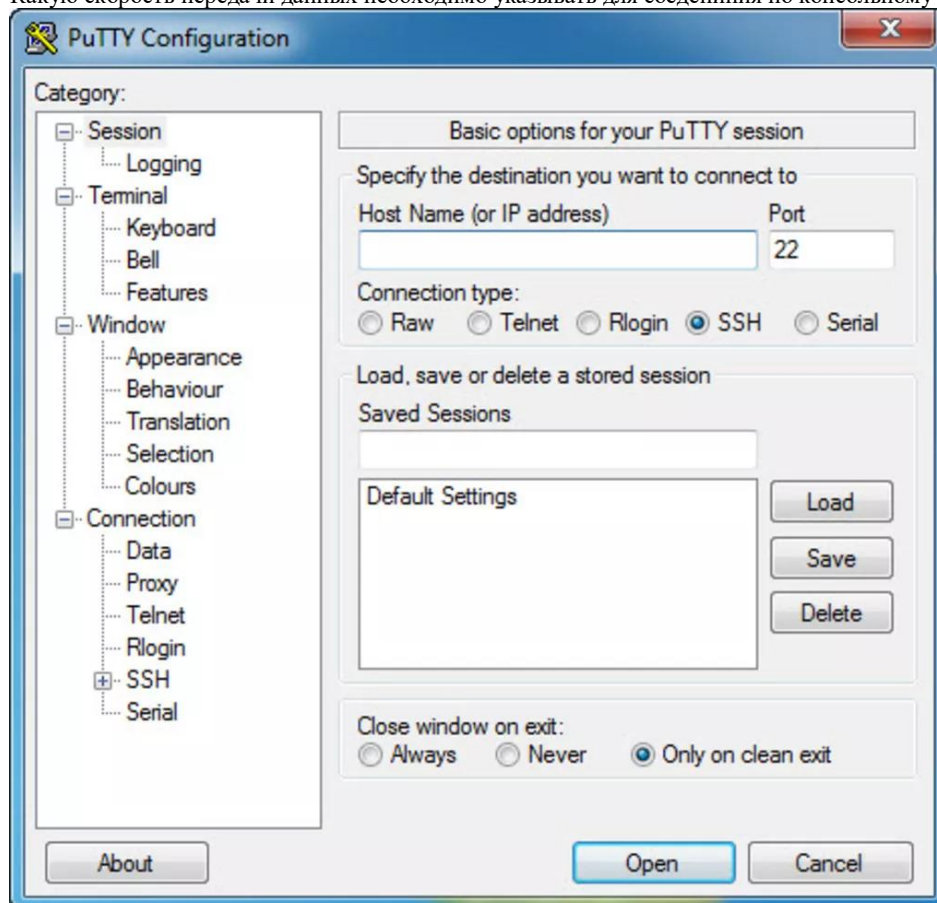 Какую скорость передачи данных необходимо указывать для соеденнния по консольному
PuTTY Configuration
Category:
Session
Logging
Terminal
Keyboard
Bell
Features
Window
Appearance
Behaviour
Translation
Selection
Colours
Connection
Data
Proxy
Telnet
Rlogin
SSH
Serial
Basic options for your PuTTY session
Specify the destination you want to connect to
Host Name (or IP address) Port
22
Connection type:
Raw Telnet Rlogin SSH Serial
Load, save or delete a stored session
Saved Sessions
Default Settings
Load
Save
Delete
Close window on exit:
Always Never Only on clean exit
About Open Cancel